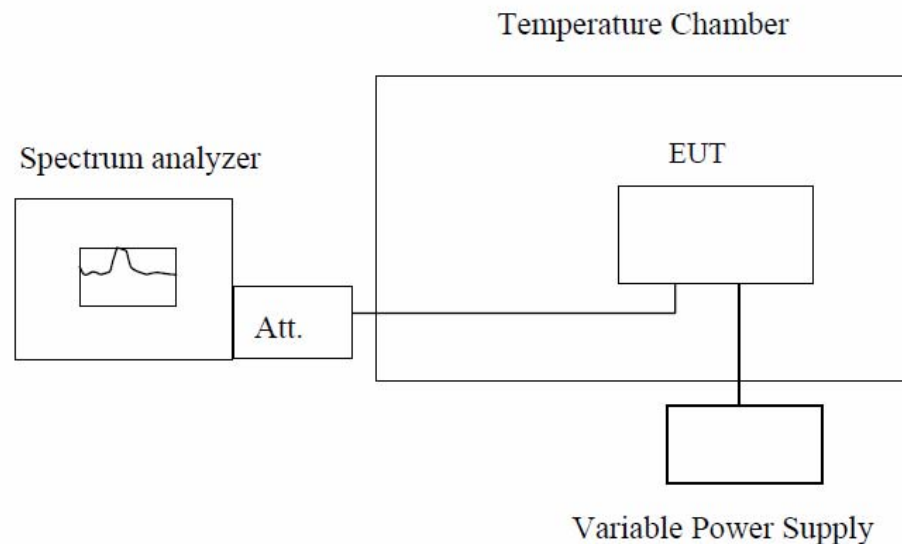 Temperature Chamber
Spectrum analyzer
EUT
Att.
Variable Power Supply